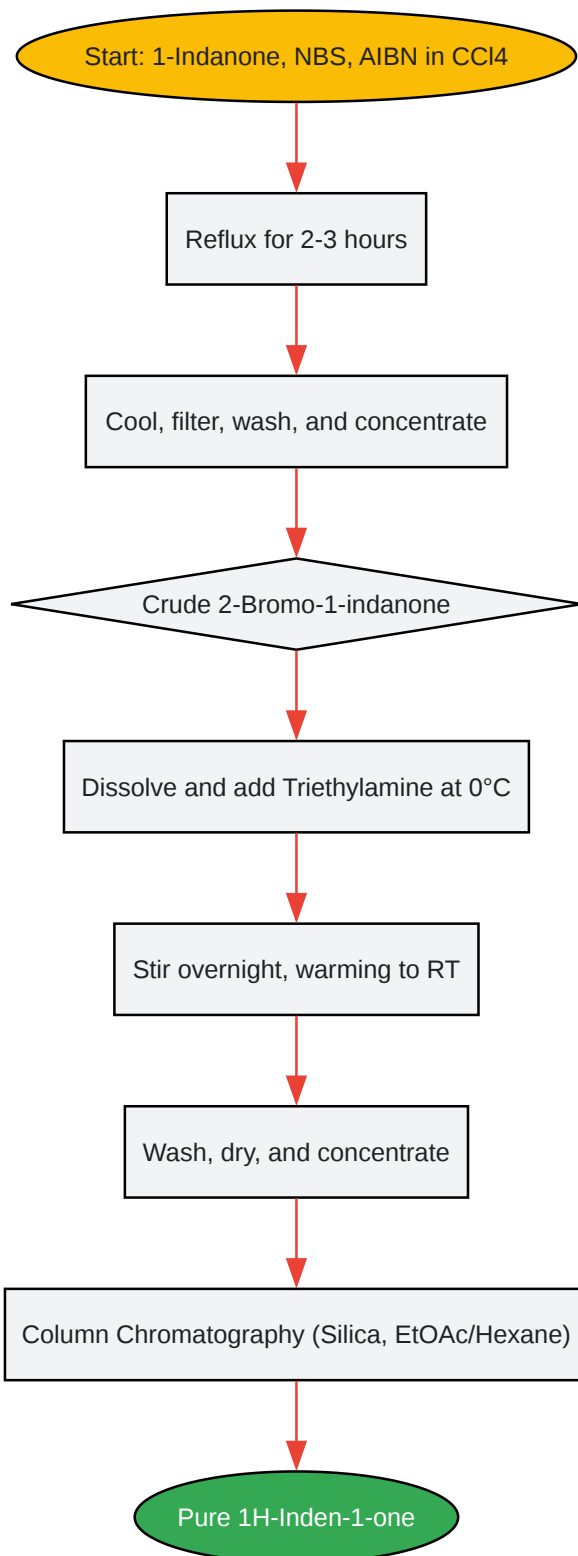 Start: 1-Indanone, NBS, AIBN in CCl4
Reflux for 2-3 hours
Cool, filter, wash, and concentrate
Crude 2-Bromo-1-indanone
Dissolve and add Triethylamine at 0°C
Stir overnight, warming to RT
Wash, dry, and concentrate
Column Chromatography (Silica, EtOAc/Hexane)
Pure 1H-Inden-1-one